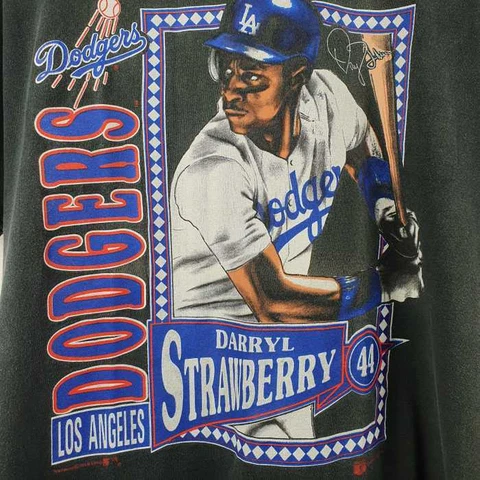 Dodgers
LA
DODGERS
Dodgers
DARRYL
STRAWBERRY
44
LOS ANGELES